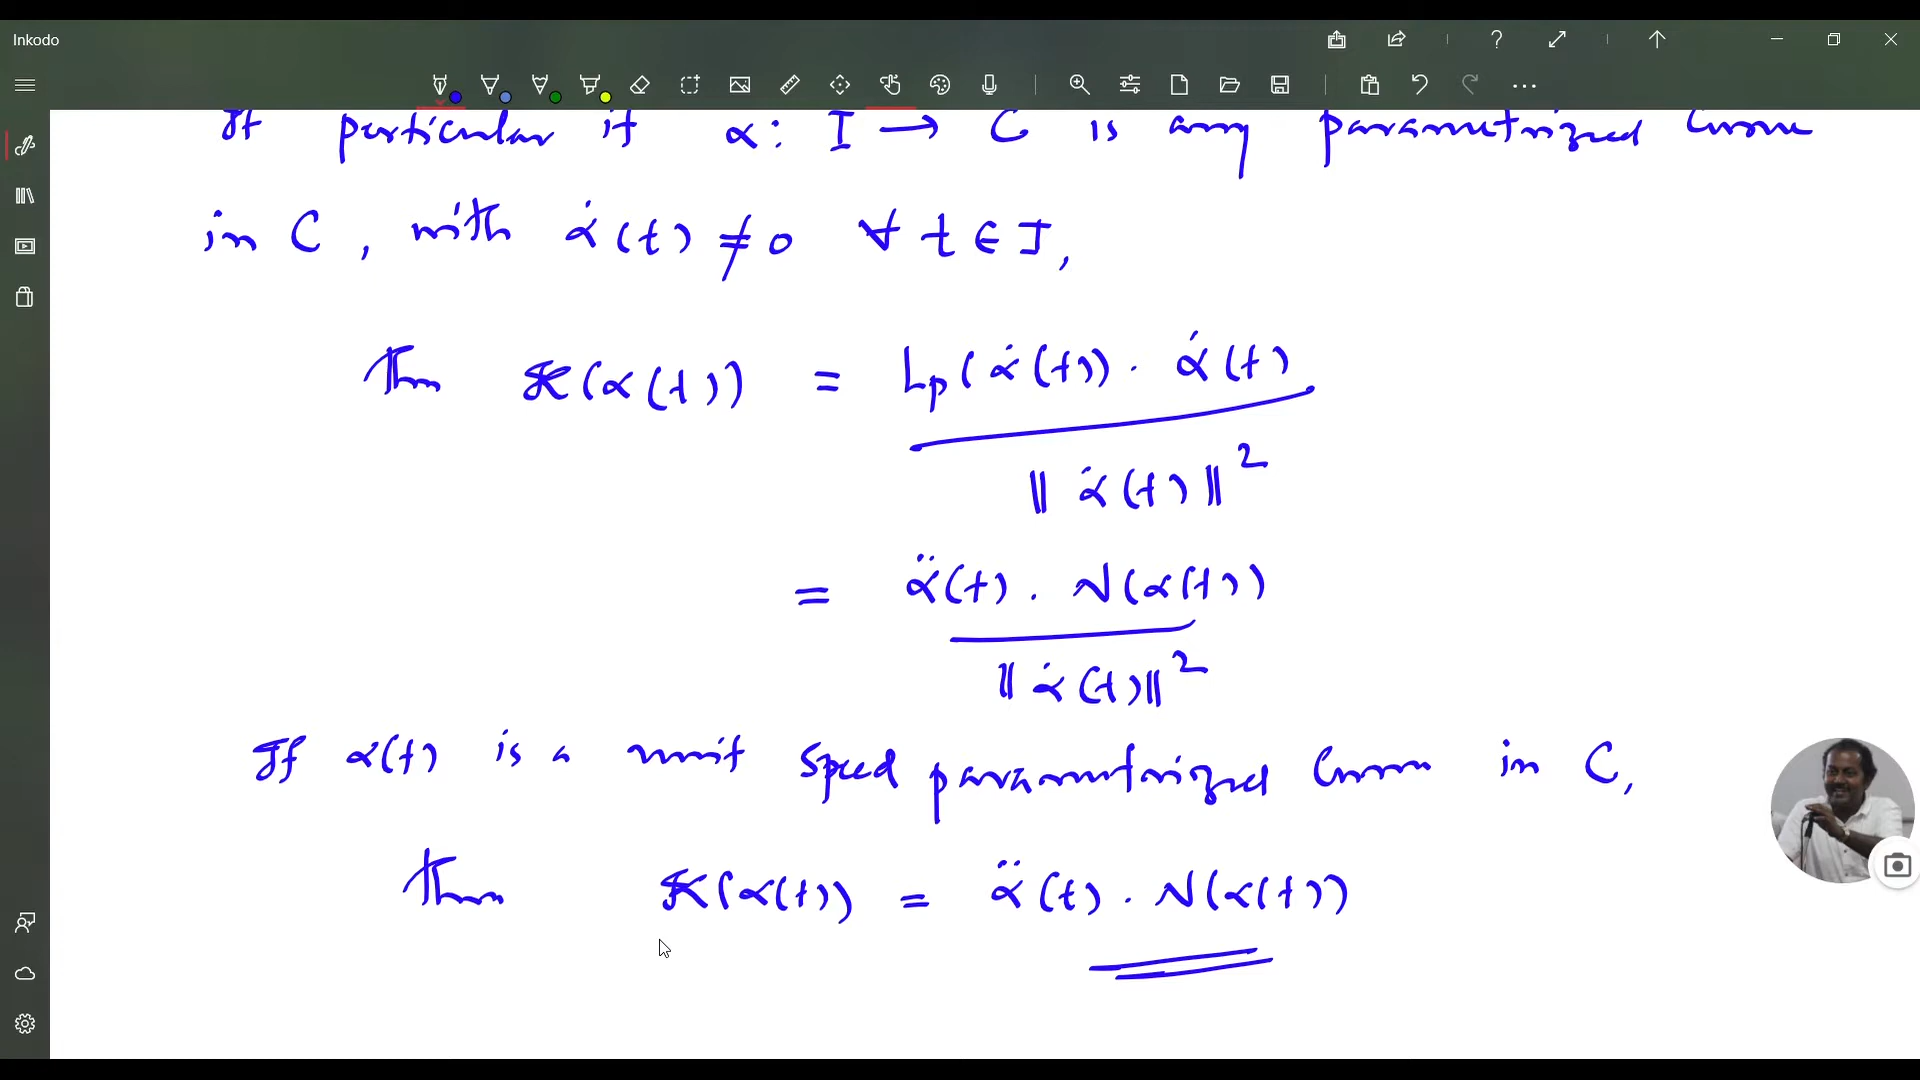 Inkodo
If particular if α: I → C is any parametrized Curve
in C, with α̇(t) ≠ 0 ∀ t ∈ I,
Then K(α(t)) = Lp(α̇(t)) · α̇(t)
‖α̇(t)‖²
= α̈(t) · N(α(t))
‖α̇(t)‖²
If α(t) is a unit speed parametrized Curve in C,
Then K(α(t)) = α̈(t) · N(α(t))